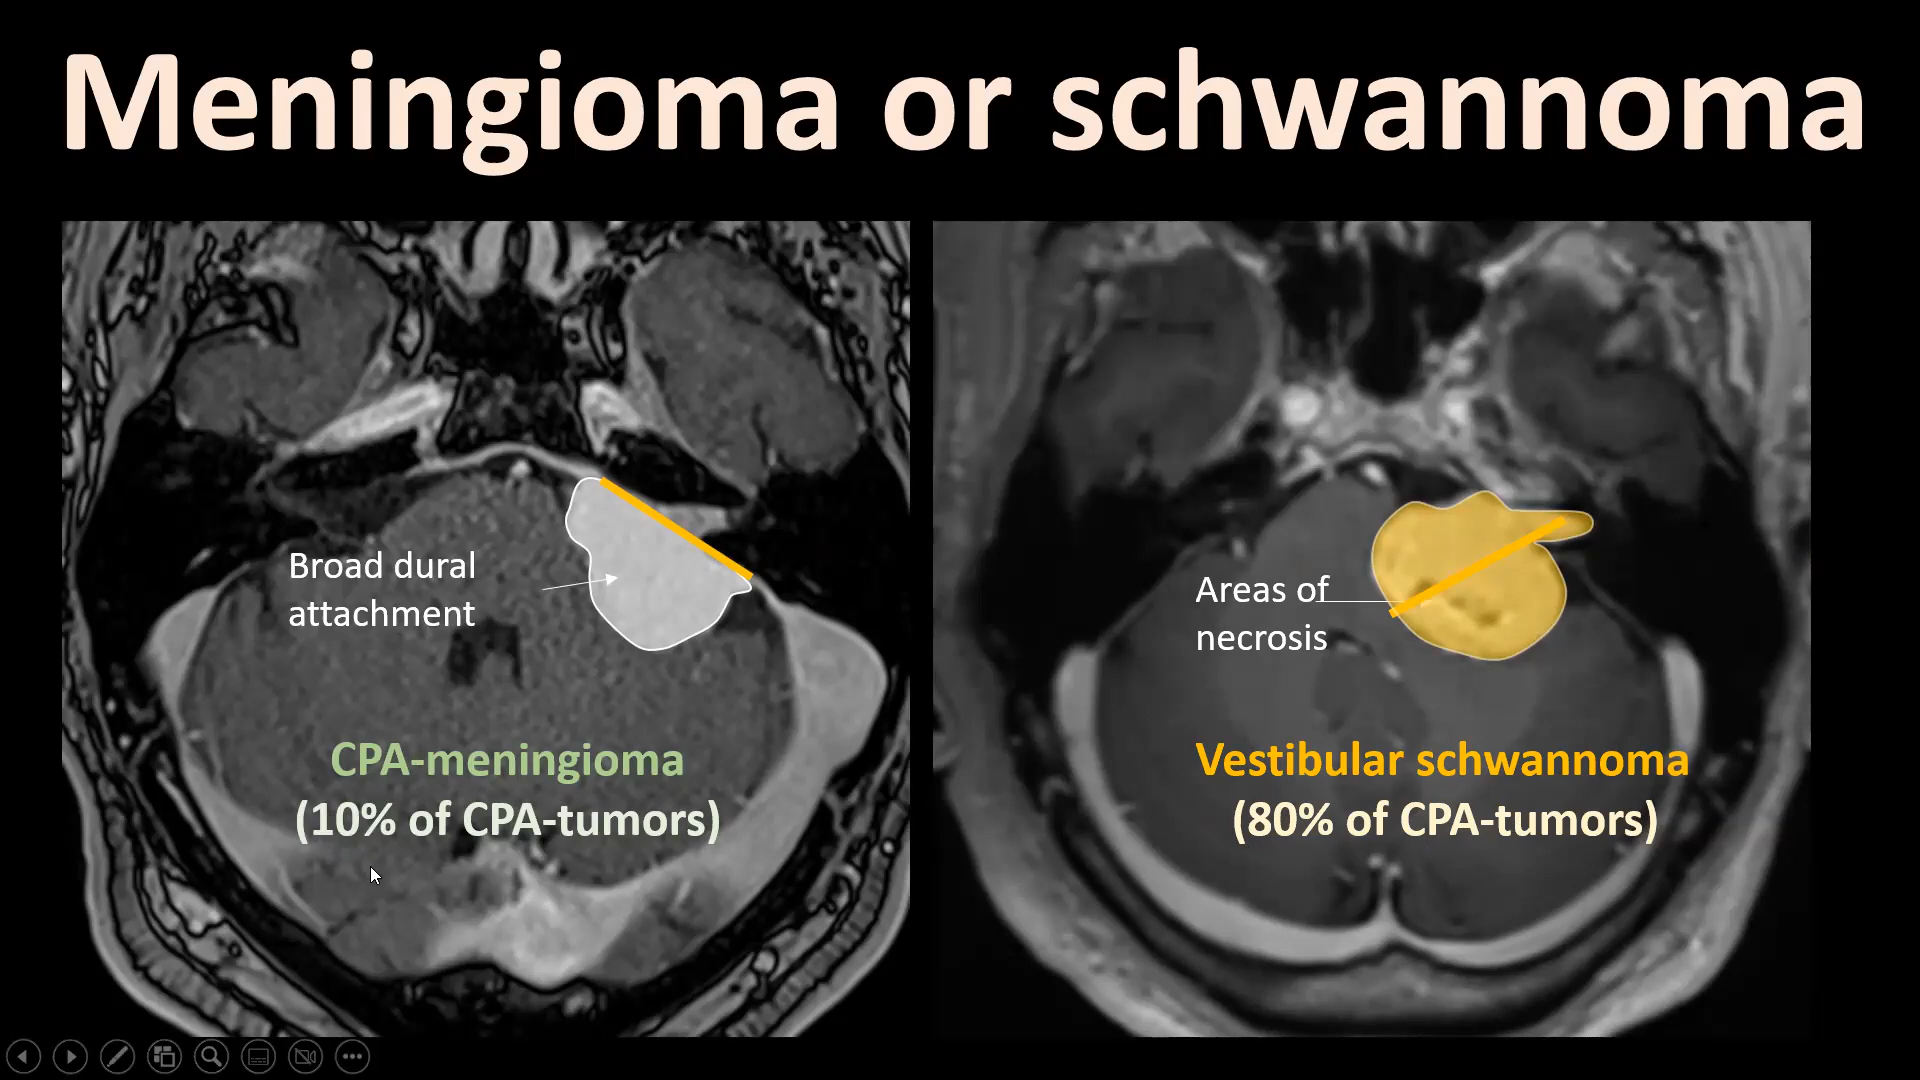 Meningioma or schwannoma
Broad dural
attachment
CPA-meningioma
(10% of CPA-tumors)
Areas of
necrosis
Vestibular schwannoma
(80% of CPA-tumors)